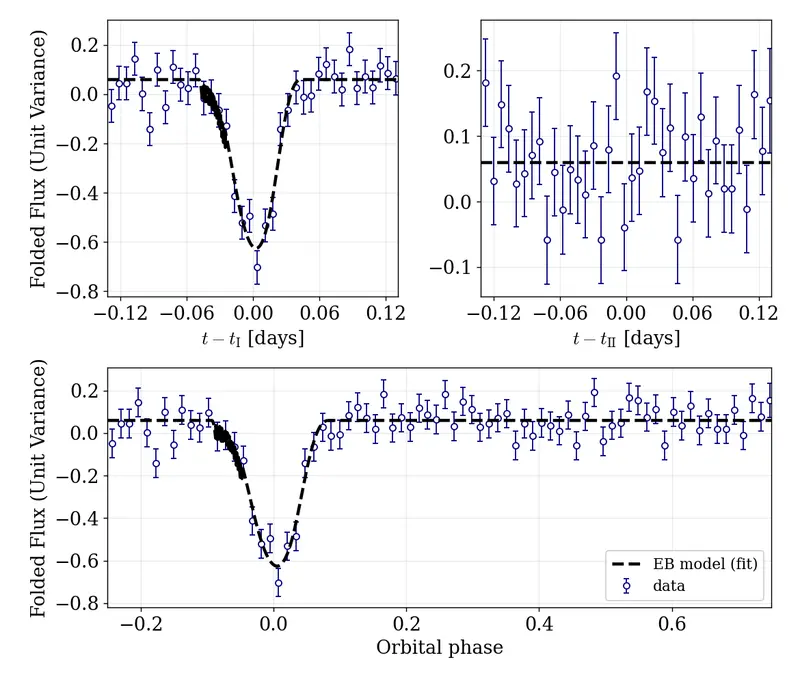 0.2
0.0
−0.2
−0.4
−0.6
−0.8
Folded Flux (Unit Variance)
−0.12 −0.06 0.00 0.06 0.12
t − tI [days]
0.2
0.1
0.0
−0.1
−0.12 −0.06 0.00 0.06 0.12
t − tII [days]
0.2
0.0
−0.2
−0.4
−0.6
−0.8
Folded Flux (Unit Variance)
EB model (fit)
data
−0.2 0.0 0.2 0.4 0.6
Orbital phase